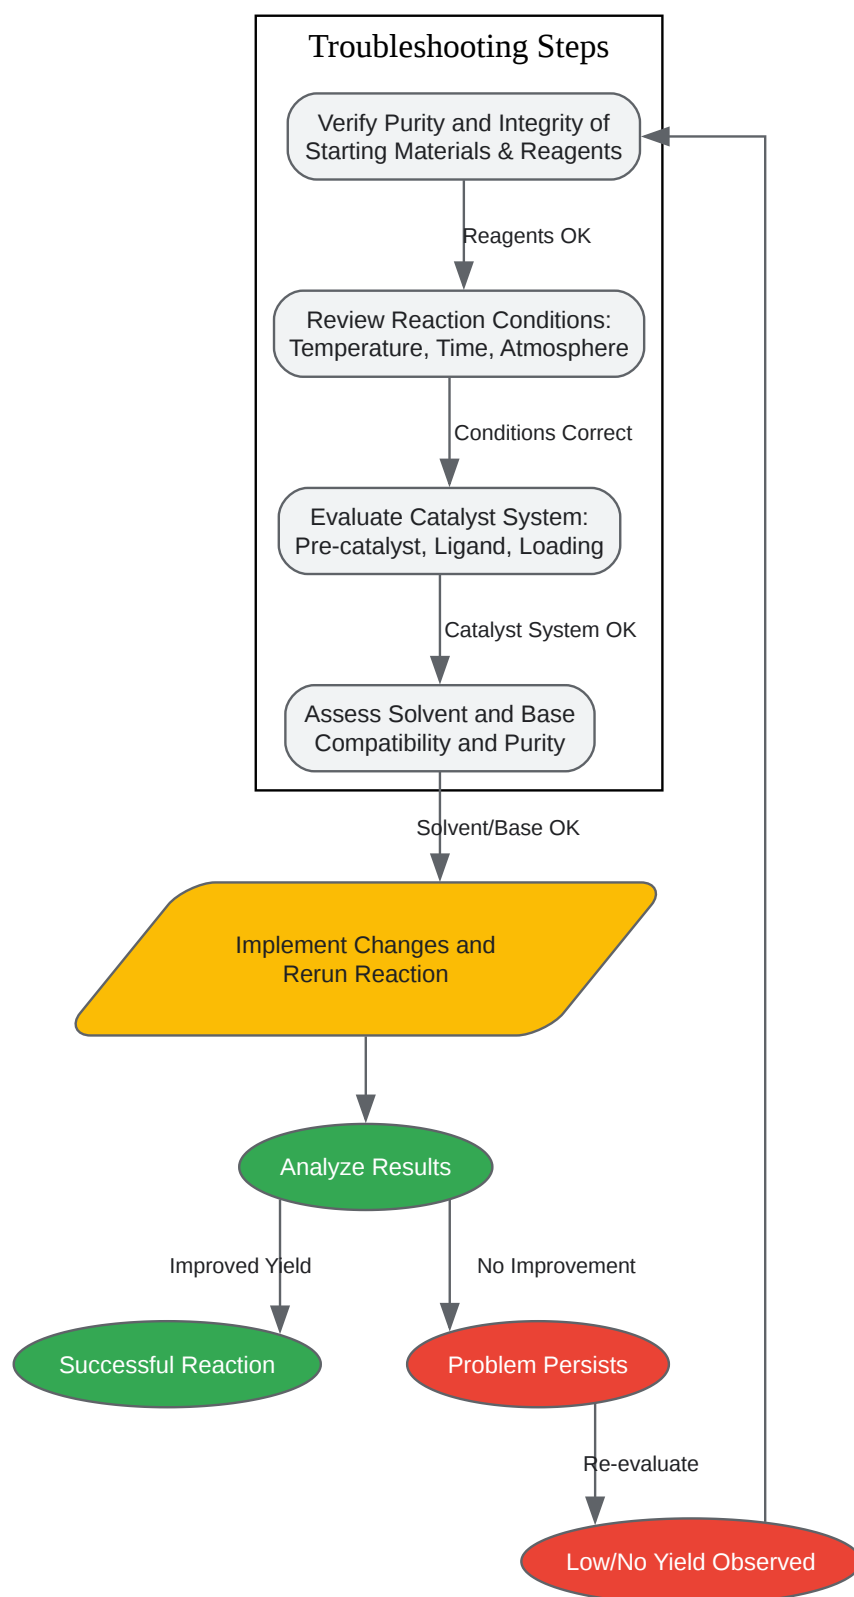 Troubleshooting Steps
Verify Purity and Integrity of
Starting Materials & Reagents
Reagents OK
Review Reaction Conditions:
Temperature, Time, Atmosphere
Conditions Correct
Evaluate Catalyst System:
Pre-catalyst, Ligand, Loading
Catalyst System OK
Assess Solvent and Base
Compatibility and Purity
Solvent/Base OK
Implement Changes and
Rerun Reaction
Analyze Results
Improved Yield
No Improvement
Successful Reaction
Problem Persists
Re-evaluate
Low/No Yield Observed